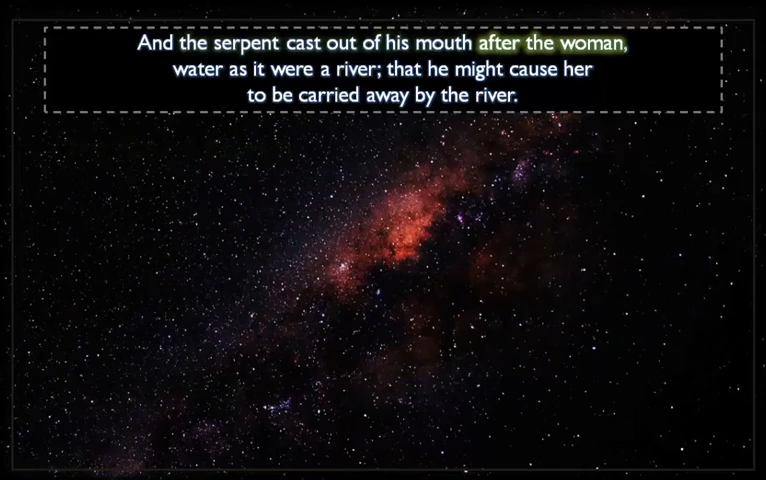 And the serpent cast out of his mouth after the woman,
water as it were a river; that he might cause her
to be carried away by the river.